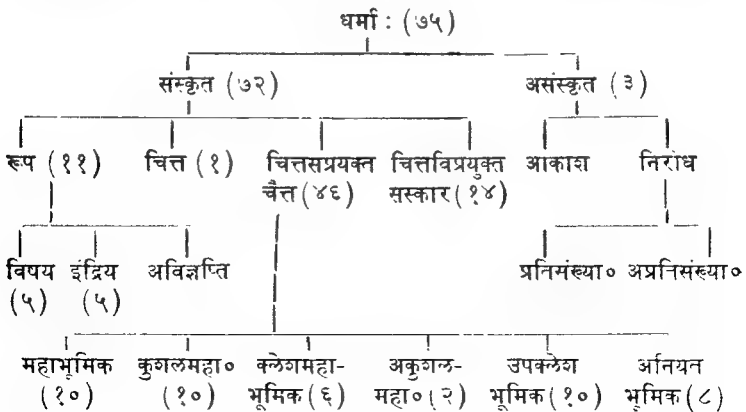 धर्मा : (७५)
संस्कृत (७२) असंस्कृत (३)
रूप (११) चित्त (१) चित्तसप्रयक्त चित्तविप्रयुक्त आकाश निरोध
चैत्त (४६) सस्कार (१४)
विषय इंद्रिय अविज्ञप्ति प्रतिसंख्या० अप्रतिसंख्या०
(५) (५)
महाभूमिक कुशलमहा० क्लेशमहा- अकुशल- उपक्लेश अनियत
(१०) (१०) भूमिक (६) महा० (२) भूमिक (१०) भूमिक (८)